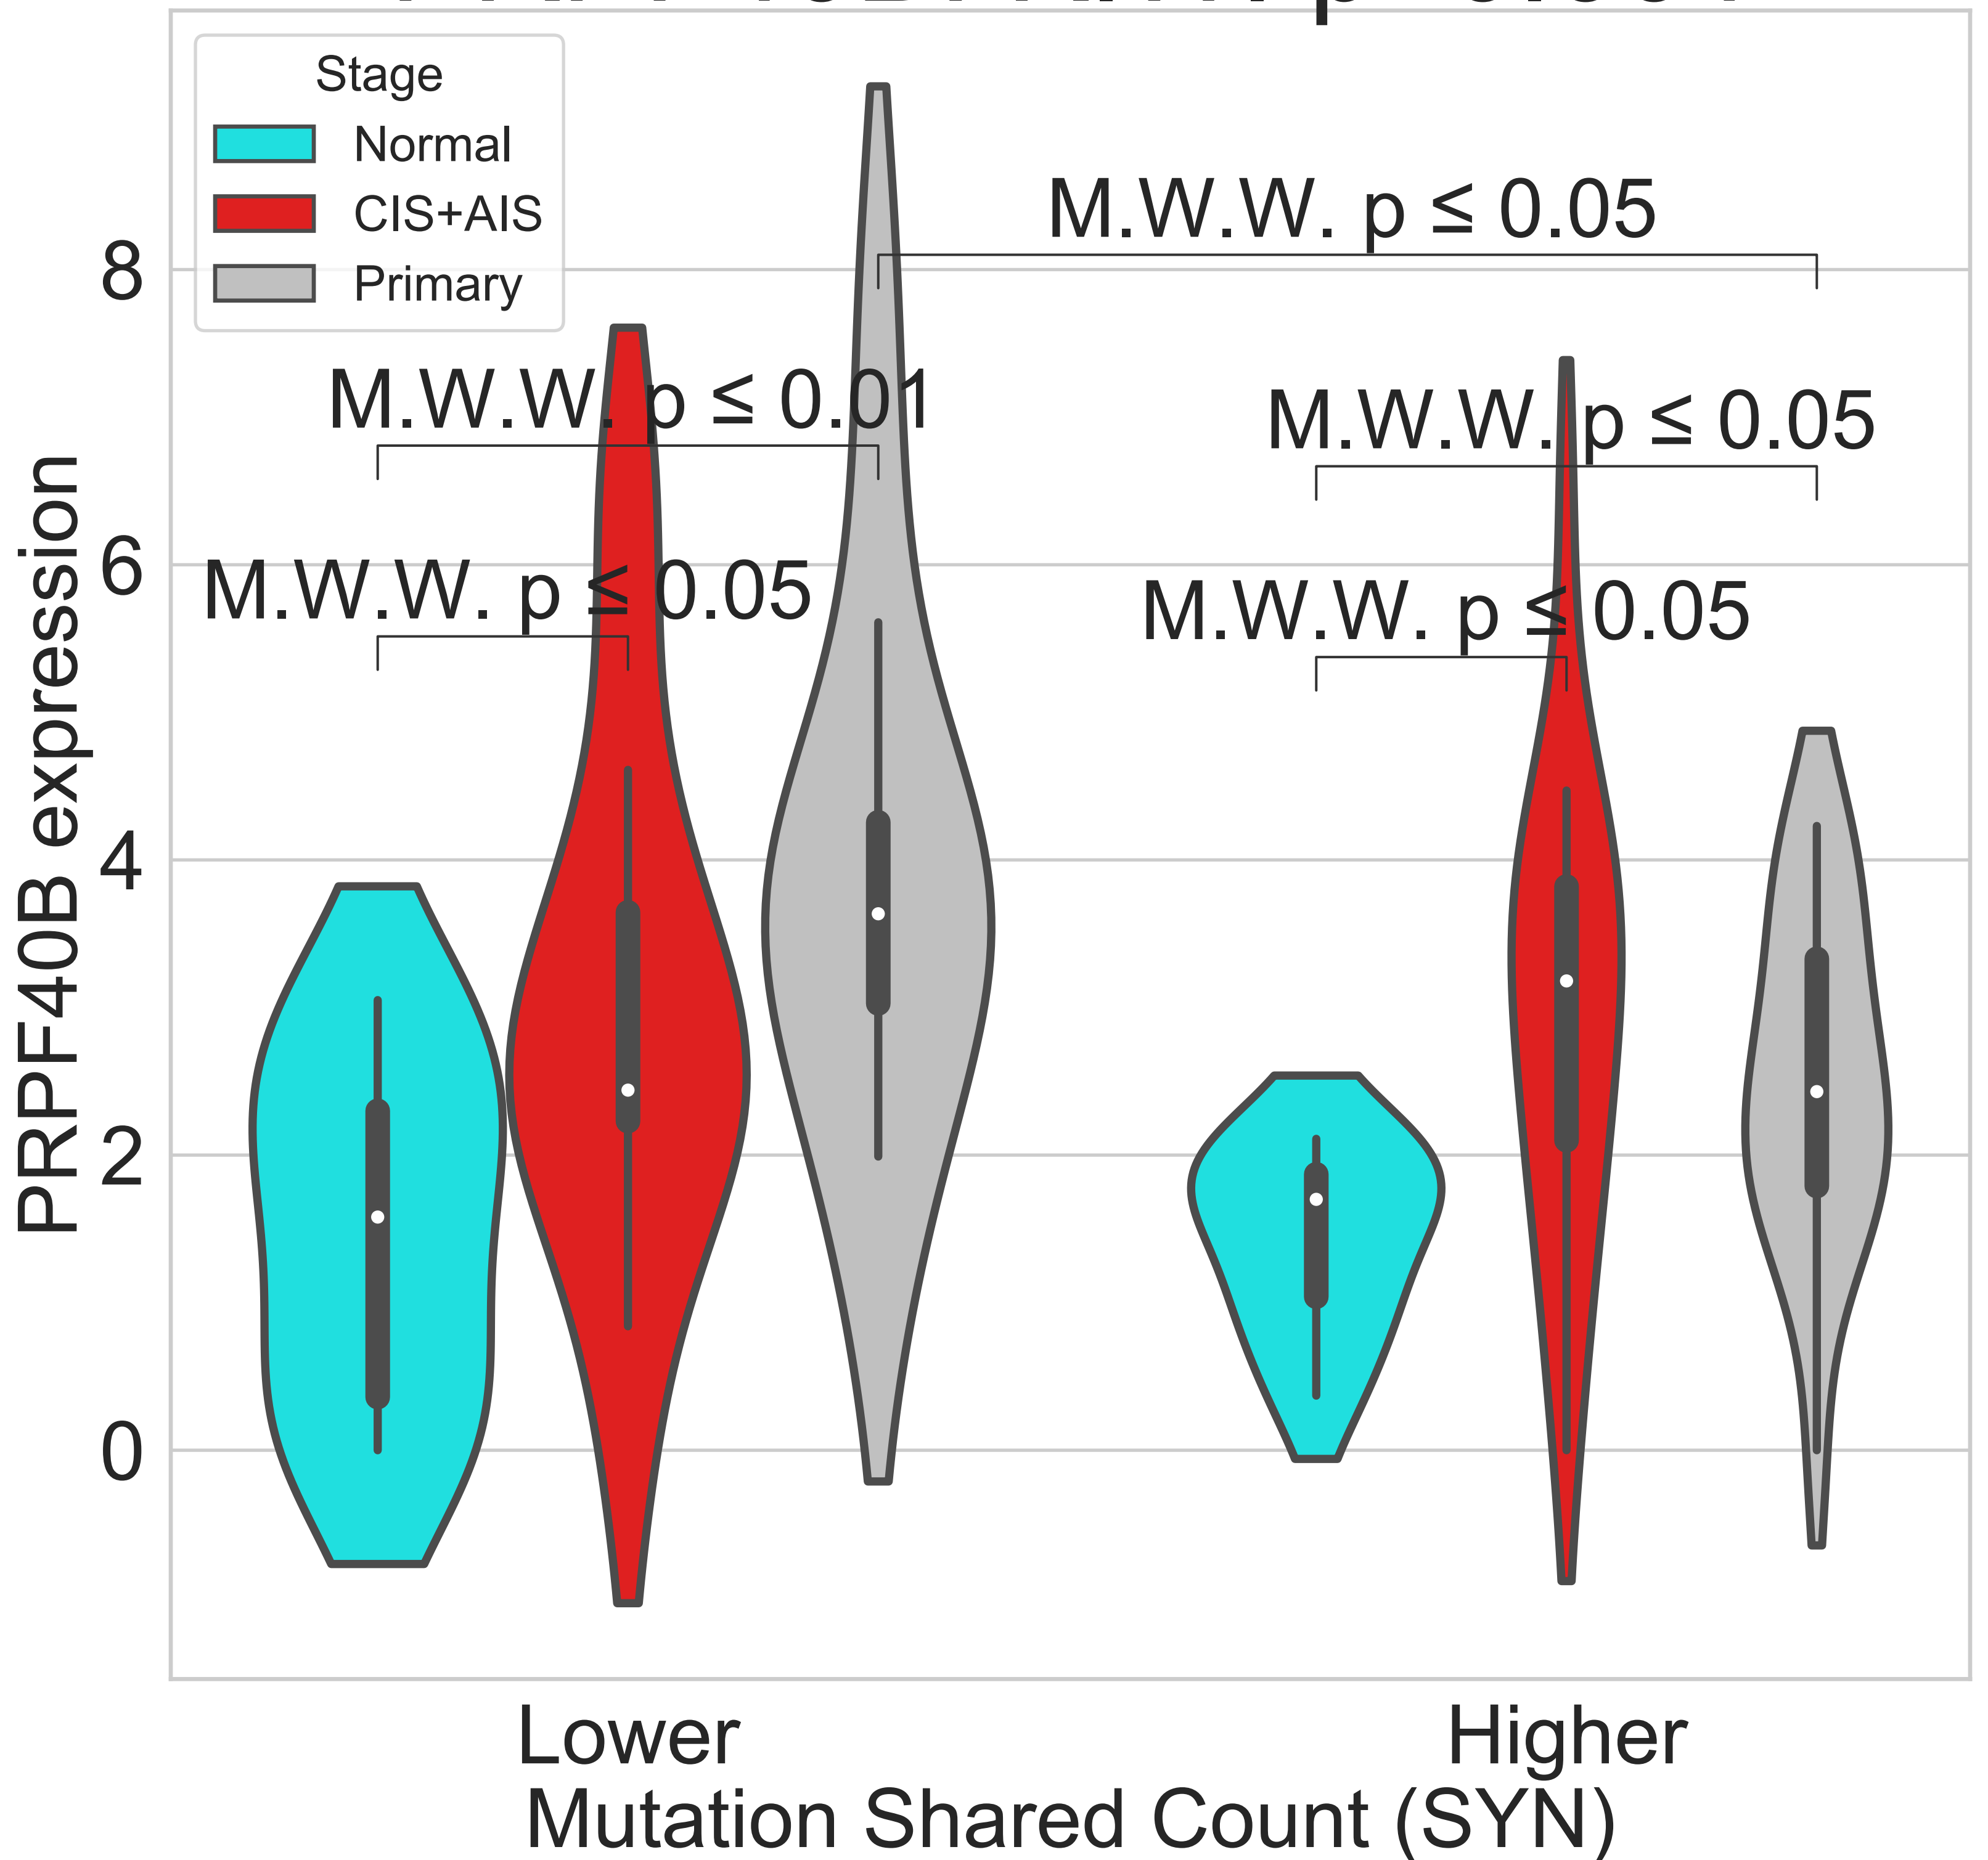 Stage
Normal
CIS+AIS
Primary
M.W.W. p ≤ 0.05
M.W.W. p ≤ 0.01
M.W.W. p ≤ 0.05
M.W.W. p ≤ 0.05
M.W.W. p ≤ 0.05
8
6
4
2
0
PRPF40B expression
Lower
Higher
Mutation Shared Count (SYN)